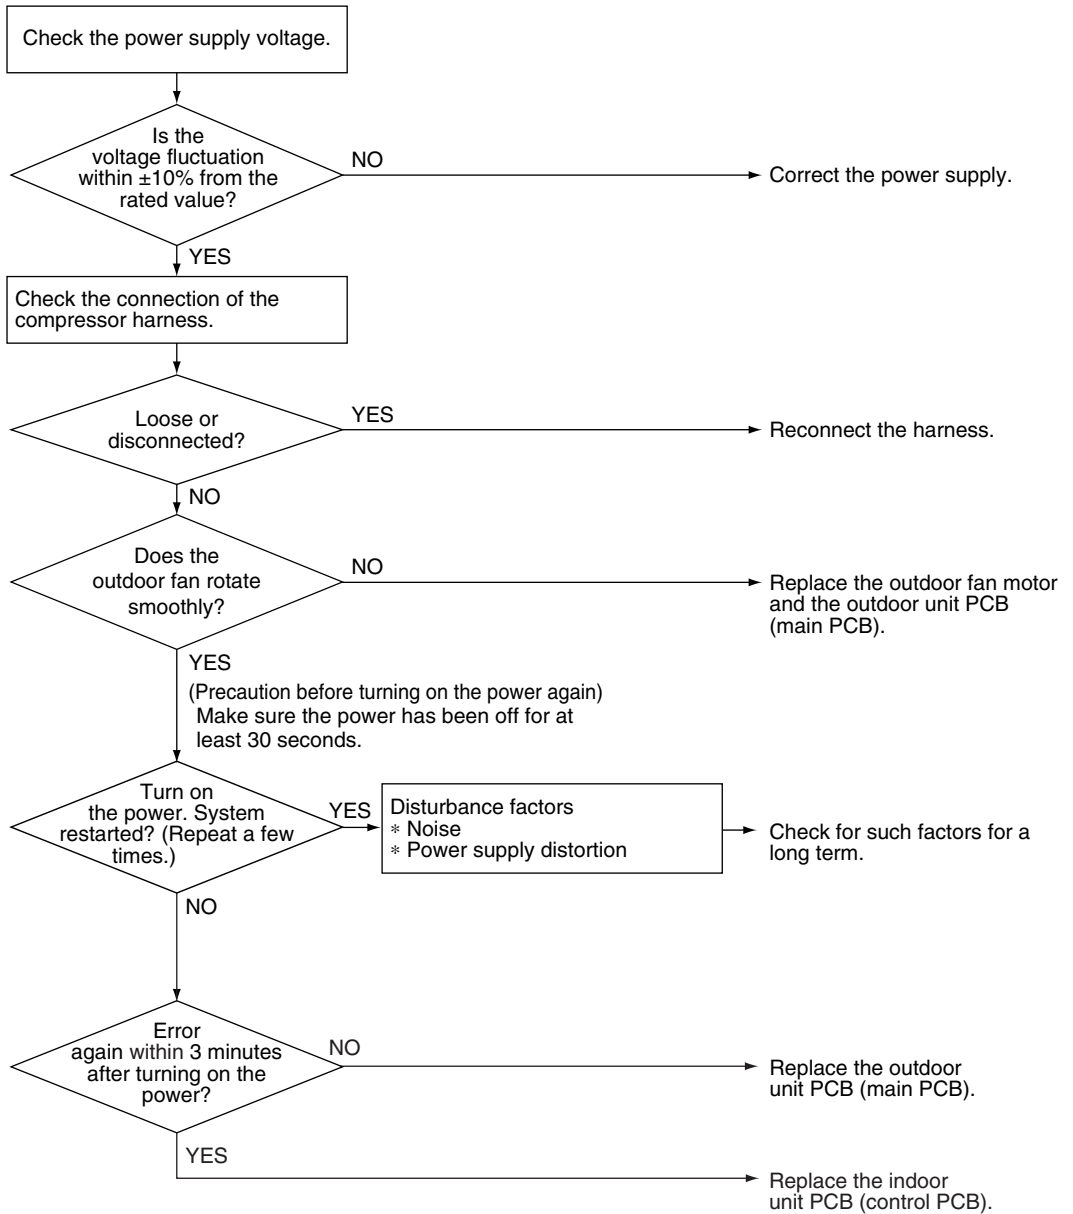 Check the power supply voltage.
Is the
voltage fluctuation
within ±10% from the
rated value?
NO
Correct the power supply.
YES
Check the connection of the
compressor harness.
Loose or
disconnected?
YES
Reconnect the harness.
NO
Does the
outdoor fan rotate
smoothly?
NO
Replace the outdoor fan motor
and the outdoor unit PCB
(main PCB).
YES
(Precaution before turning on the power again)
Make sure the power has been off for at
least 30 seconds.
Turn on
the power. System
restarted? (Repeat a few
times.)
YES
Disturbance factors
* Noise
* Power supply distortion
Check for such factors for a
long term.
NO
Error
again within 3 minutes
after turning on the
power?
NO
Replace the outdoor
unit PCB (main PCB).
YES
Replace the indoor
unit PCB (control PCB).